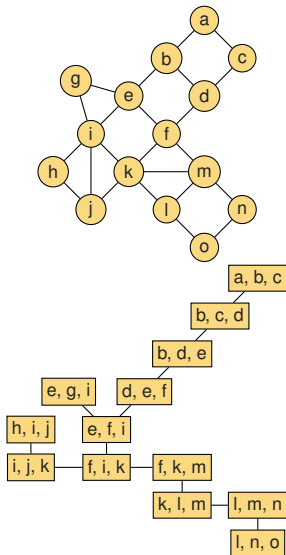 a
b
c
g
e
d
i
f
h
k
m
j
l
n
o
a, b, c
b, c, d
b, d, e
e, g, i
d, e, f
h, i, j
e, f, i
i, j, k
f, i, k
f, k, m
k, l, m
l, m, n
l, n, o